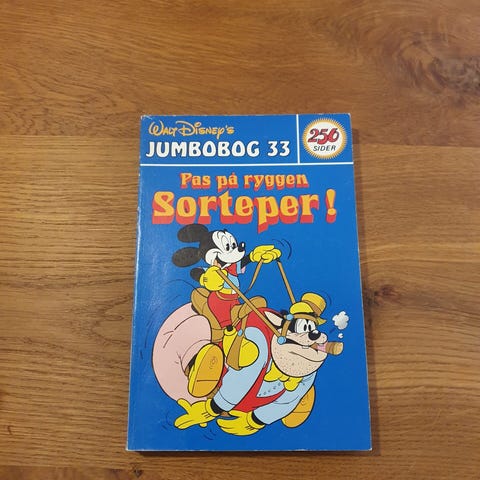 Walt Disney's
JUMBOBOG 33
256
SIDER
Pas på ryggen
Sorteper!